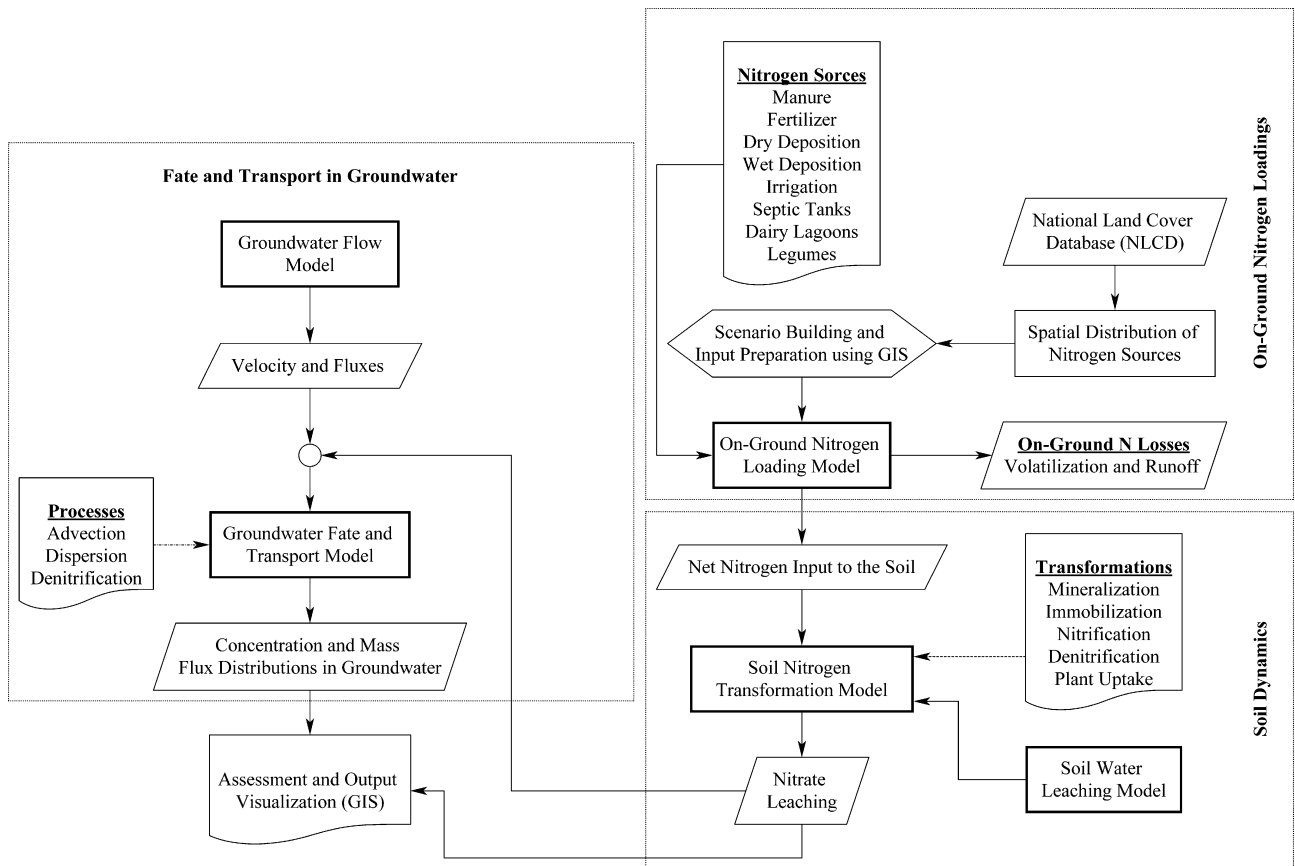 Nitrogen Sorces
Manure
Fertilizer
Dry Deposition
Wet Deposition
Irrigation
Septic Tanks
Dairy Lagoons
Legumes
National Land Cover
Database (NLCD)
Spatial Distribution of
Nitrogen Sources
Scenario Building and
Input Preparation using GIS
On-Ground Nitrogen
Loading Model
On-Ground N Losses
Volatilization and Runoff
On-Ground Nitrogen Loadings
Fate and Transport in Groundwater
Groundwater Flow
Model
Velocity and Fluxes
Processes
Advection
Dispersion
Denitrification
Groundwater Fate and
Transport Model
Concentration and Mass
Flux Distributions in Groundwater
Assessment and Output
Visualization (GIS)
Net Nitrogen Input to the Soil
Transformations
Mineralization
Immobilization
Nitrification
Denitrification
Plant Uptake
Soil Nitrogen
Transformation Model
Soil Water
Leaching Model
Nitrate
Leaching
Soil Dynamics